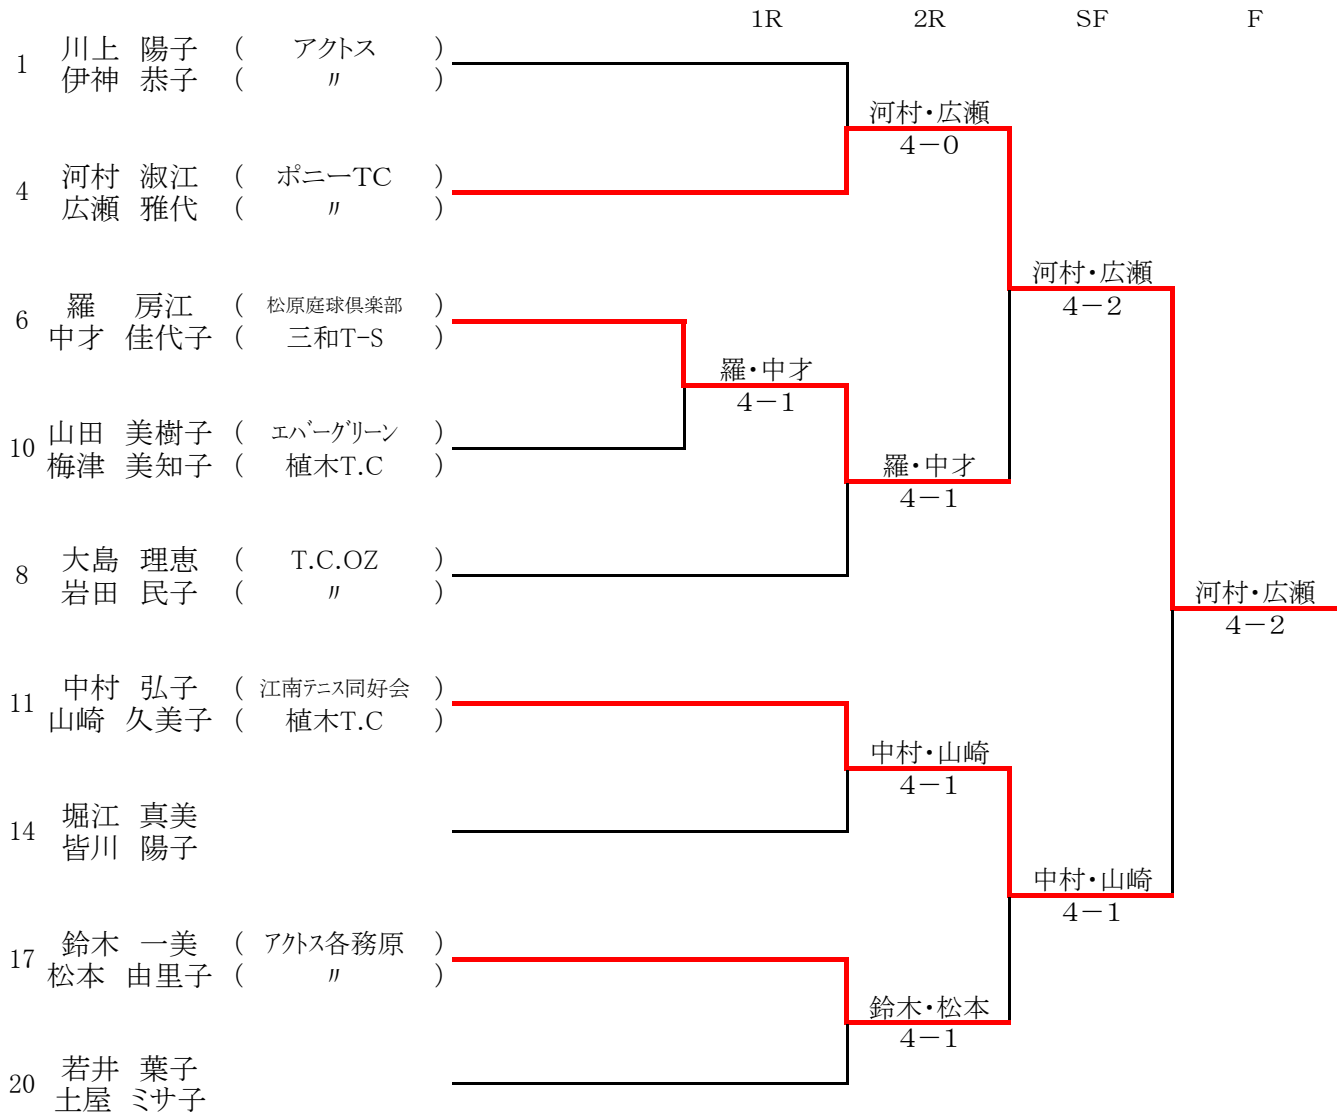 1R 2R SF F
1 川上 陽子 ( アクトス )
伊神 恭子 ( 〃 )
河村・広瀬
4-0
4 河村 淑江 ( ポニーTC )
広瀬 雅代 ( 〃 )
河村・広瀬
4-2
6 羅 房江 ( 松原庭球倶楽部 )
中才 佳代子 ( 三和T-S )
羅・中才
4-1
10 山田 美樹子 ( エバーグリーン )
梅津 美知子 ( 植木T.C )
羅・中才
4-1
8 大島 理恵 ( T.C.OZ )
岩田 民子 ( 〃 )
河村・広瀬
4-2
11 中村 弘子 ( 江南テニス同好会 )
山崎 久美子 ( 植木T.C )
中村・山崎
4-1
14 堀江 真美
皆川 陽子
中村・山崎
4-1
17 鈴木 一美 ( アクトス各務原 )
松本 由里子 ( 〃 )
鈴木・松本
4-1
20 若井 葉子
土屋 ミサ子